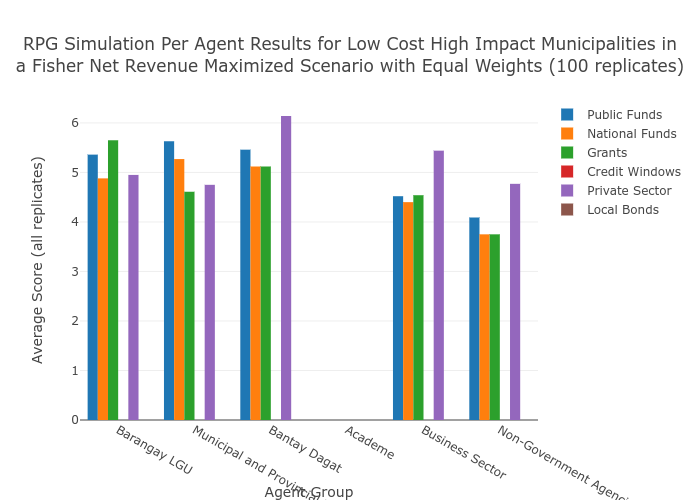 RPG Simulation Per Agent Results for Low Cost High Impact Municipalities in
a Fisher Net Revenue Maximized Scenario with Equal Weights (100 replicates)
Public Funds
National Funds
Grants
Credit Windows
Private Sector
Local Bonds
Average Score (all replicates)
6
5
4
3
2
1
0
Barangay LGU
Municipal and Provincial
Bantay Dagat
Academe
Business Sector
Non-Government Agenci
Agent Group